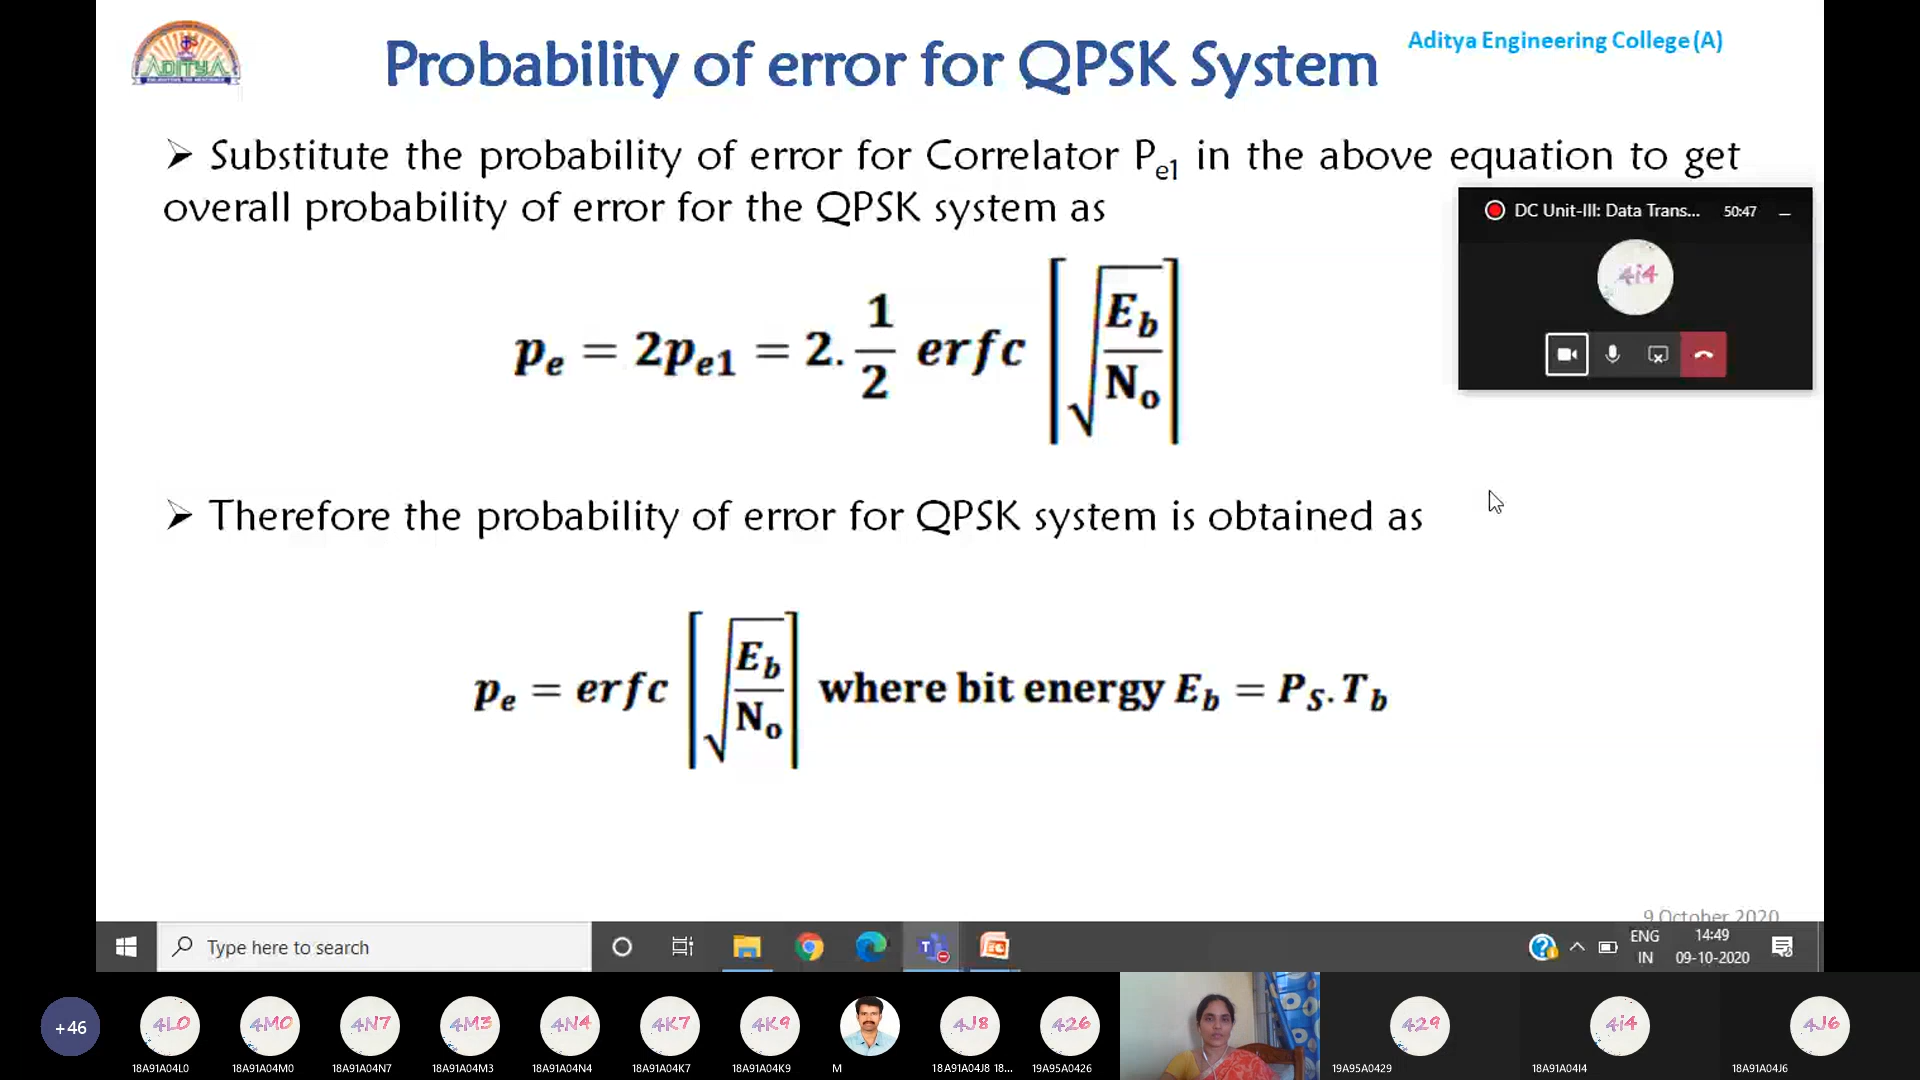 ADITYA
Probability of error for QPSK System
Aditya Engineering College (A)
➢ Substitute the probability of error for Correlator Pe1 in the above equation to get
overall probability of error for the QPSK system as
DC Unit-III: Data Trans... 50:47
4i4
pe = 2pe1 = 2. 1/2 erfc [√(Eb/No)]
➢ Therefore the probability of error for QPSK system is obtained as
pe = erfc [√(Eb/No)] where bit energy Eb = PS.Tb
9 October 2020
Type here to search
ENG
IN
14:49
09-10-2020
+46
4L0
4M0
4N7
4M3
4N4
4K7
4K9
4J8
426
429
4i4
4J6
18A91A04L0
18A91A04M0
18A91A04N7
18A91A04M3
18A91A04N4
18A91A04K7
18A91A04K9
M
18A91A04J8 18...
19A95A0426
19A95A0429
18A91A04I4
18A91A04J6